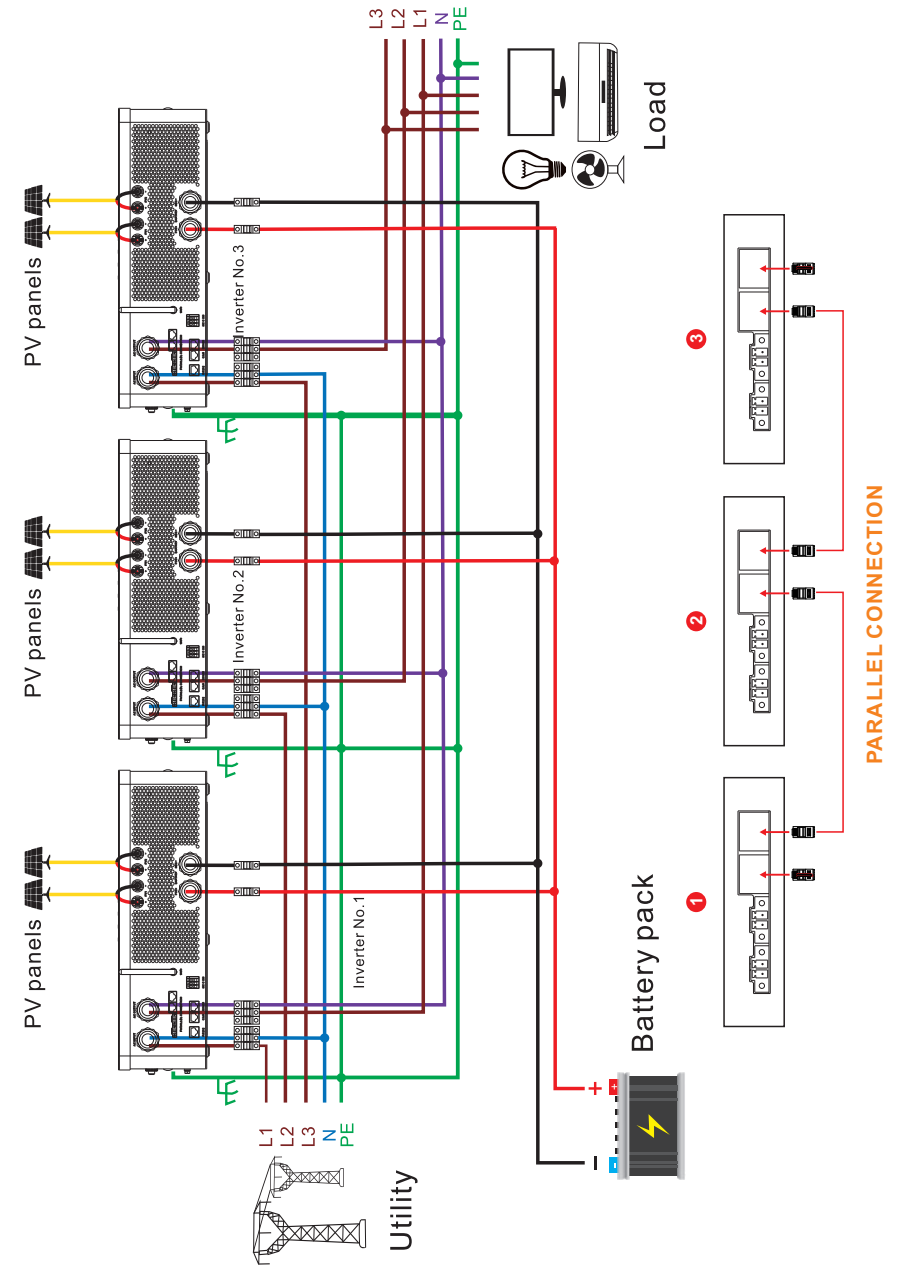 PV panels
PV panels
PV panels
Inverter No.1
Inverter No.2
Inverter No.3
L1
L2
L3
N
PE
Utility
L3
L2
L1
N
PE
Load
−
+
Battery pack
1
2
3
PARALLEL CONNECTION